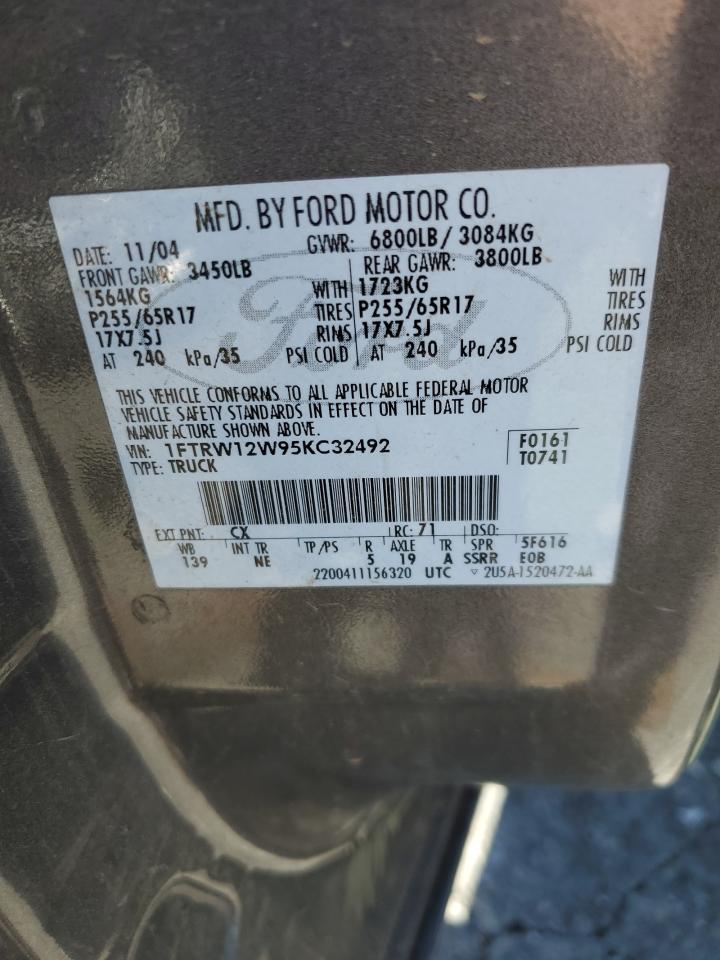 MFD. BY FORD MOTOR CO.
DATE: 11/04 GVWR: 6800LB/ 3084KG
FRONT GAWR: 3450LB REAR GAWR: 3800LB
1564KG WITH 1723KG WITH
P255/65R17 TIRES P255/65R17 TIRES
17X7.5J RIMS 17X7.5J RIMS
AT 240 kPa/35 PSI COLD AT 240 kPa/35 PSI COLD
THIS VEHICLE CONFORMS TO ALL APPLICABLE FEDERAL MOTOR
VEHICLE SAFETY STANDARDS IN EFFECT ON THE DATE OF
MANUFACTURE SHOWN ABOVE.
VIN: 1FTRW12W95KC32492 F0161
TYPE: TRUCK T0741
EXT PNT: CX RC: 71 DSO:
WB INT TR TP/PS R AXLE TR SPR 5F616
139 NE 5 19 A SSRR EOB
2200411156320 UTC ▽ 2U5A-1520472-AA
Ford